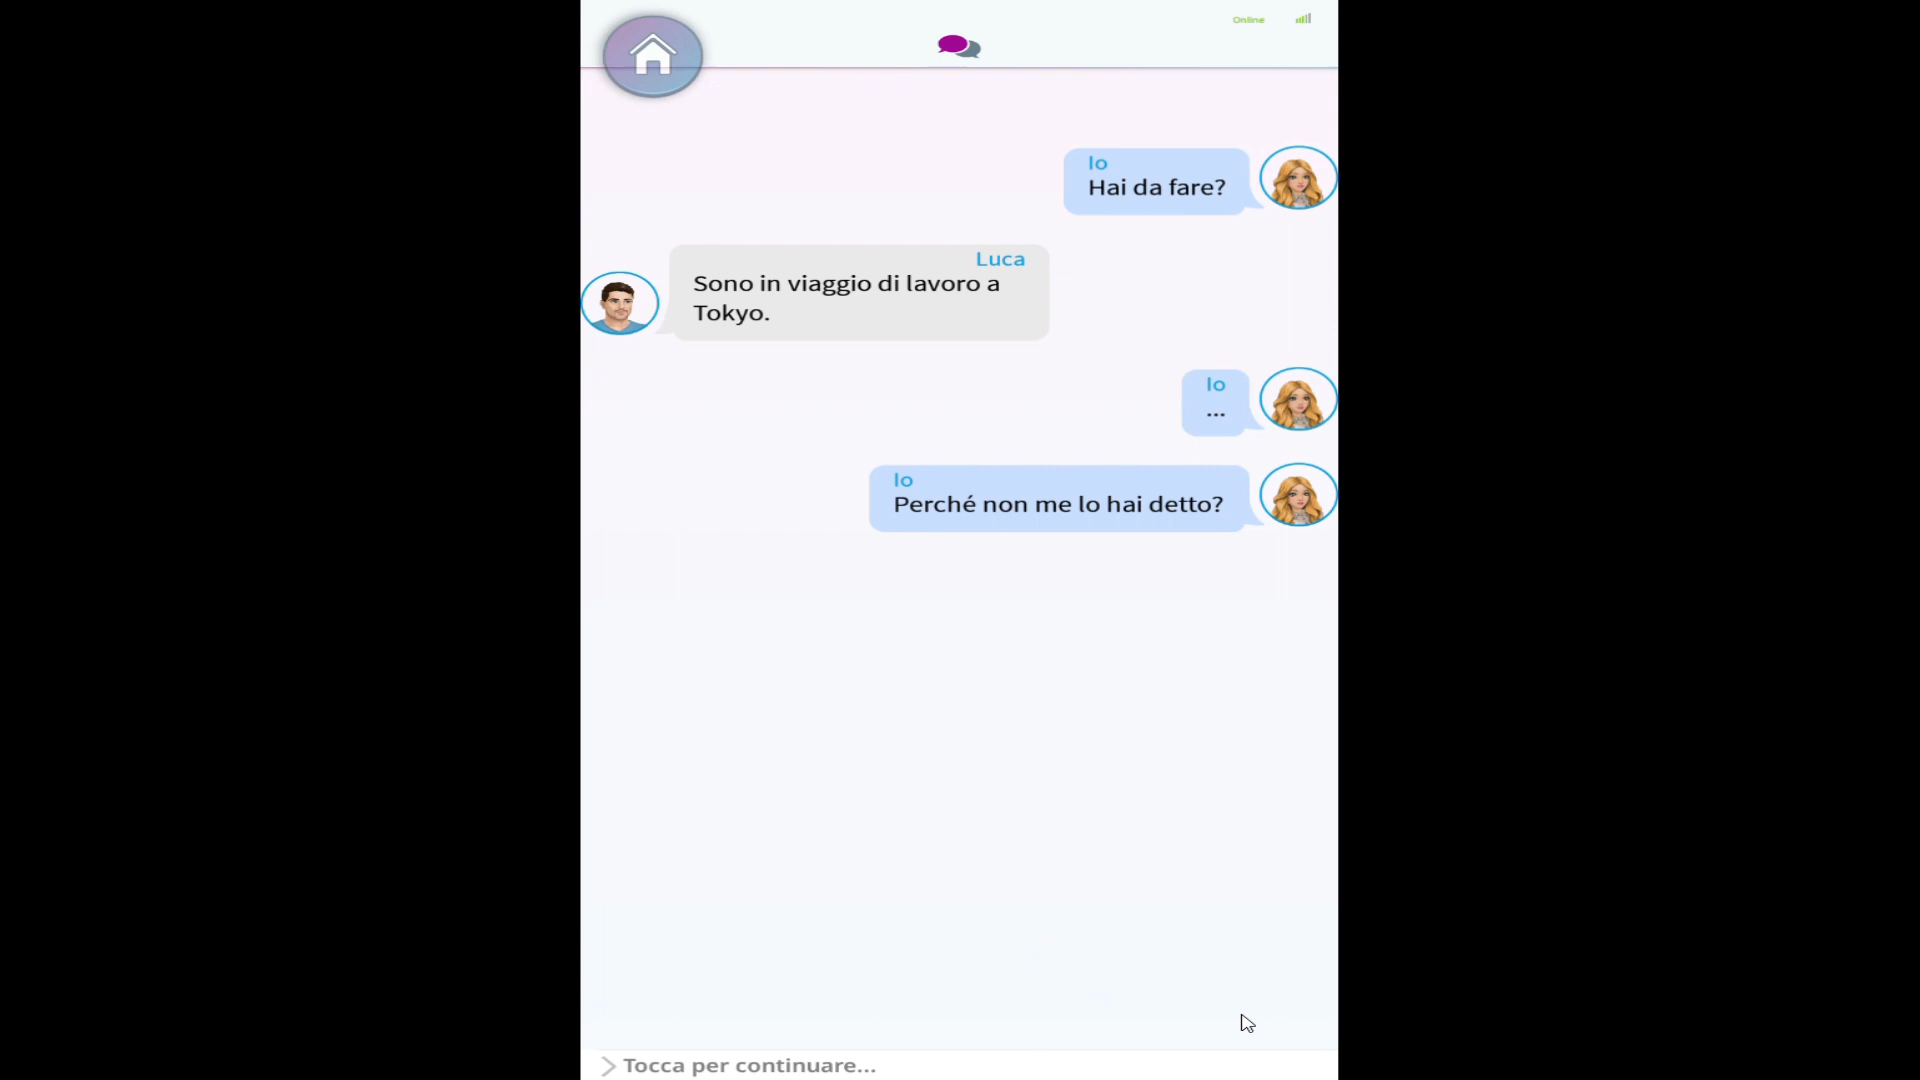 Online
Io
Hai da fare?
Luca
Sono in viaggio di lavoro a
Tokyo.
Io
...
Io
Perché non me lo hai detto?
Tocca per continuare...